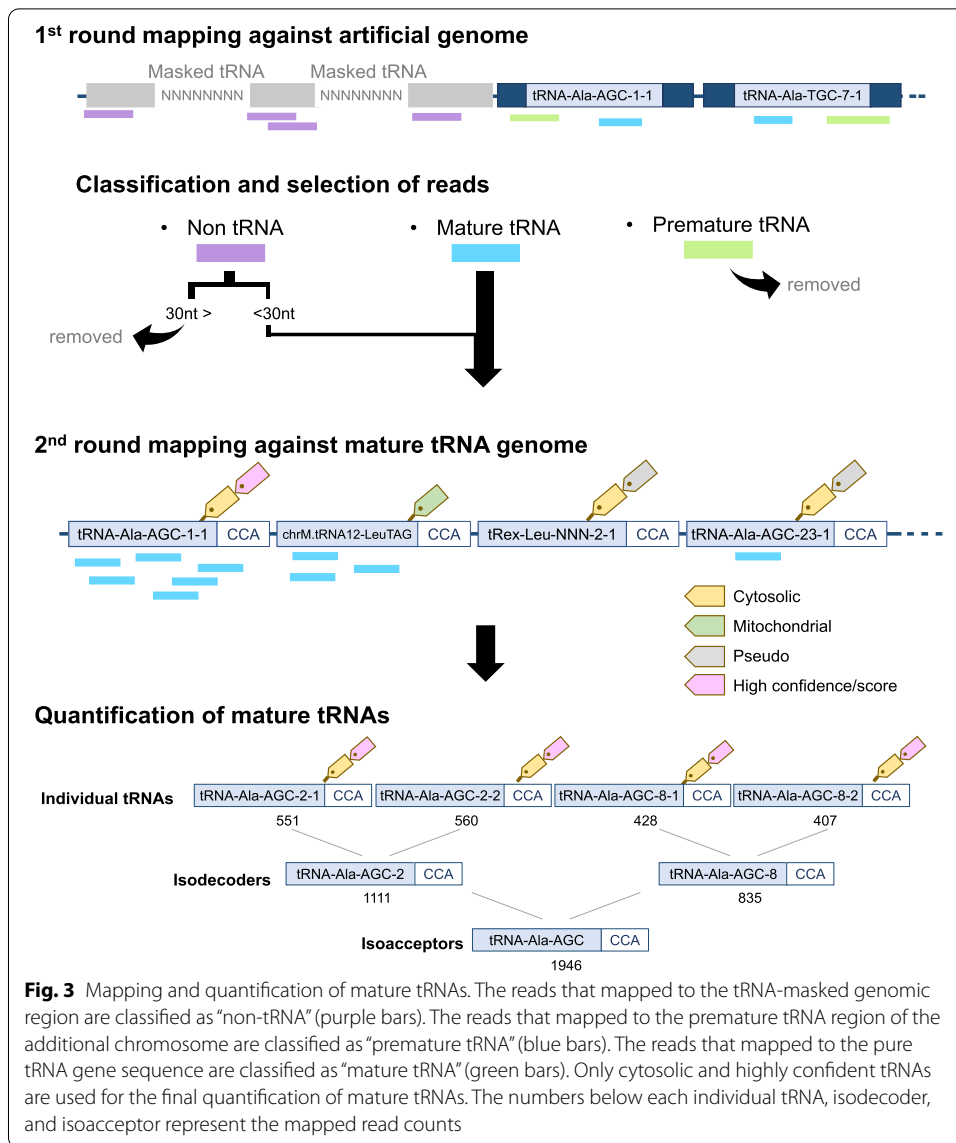 1st round mapping against artificial genome
Masked tRNA Masked tRNA
NNNNNNNN NNNNNNNN tRNA-Ala-AGC-1-1 tRNA-Ala-TGC-7-1
Classification and selection of reads
• Non tRNA • Mature tRNA • Premature tRNA
removed
30nt > <30nt
removed
2nd round mapping against mature tRNA genome
tRNA-Ala-AGC-1-1 CCA chrM.tRNA12-LeuTAG CCA tRex-Leu-NNN-2-1 CCA tRNA-Ala-AGC-23-1 CCA
Cytosolic
Mitochondrial
Pseudo
High confidence/score
Quantification of mature tRNAs
Individual tRNAs tRNA-Ala-AGC-2-1 CCA tRNA-Ala-AGC-2-2 CCA tRNA-Ala-AGC-8-1 CCA tRNA-Ala-AGC-8-2 CCA
551 560 428 407
Isodecoders tRNA-Ala-AGC-2 CCA tRNA-Ala-AGC-8 CCA
1111 835
Isoacceptors tRNA-Ala-AGC CCA
1946
Fig. 3 Mapping and quantification of mature tRNAs. The reads that mapped to the tRNA-masked genomic
region are classified as “non-tRNA” (purple bars). The reads that mapped to the premature tRNA region of the
additional chromosome are classified as “premature tRNA” (blue bars). The reads that mapped to the pure
tRNA gene sequence are classified as “mature tRNA” (green bars). Only cytosolic and highly confident tRNAs
are used for the final quantification of mature tRNAs. The numbers below each individual tRNA, isodecoder,
and isoacceptor represent the mapped read counts